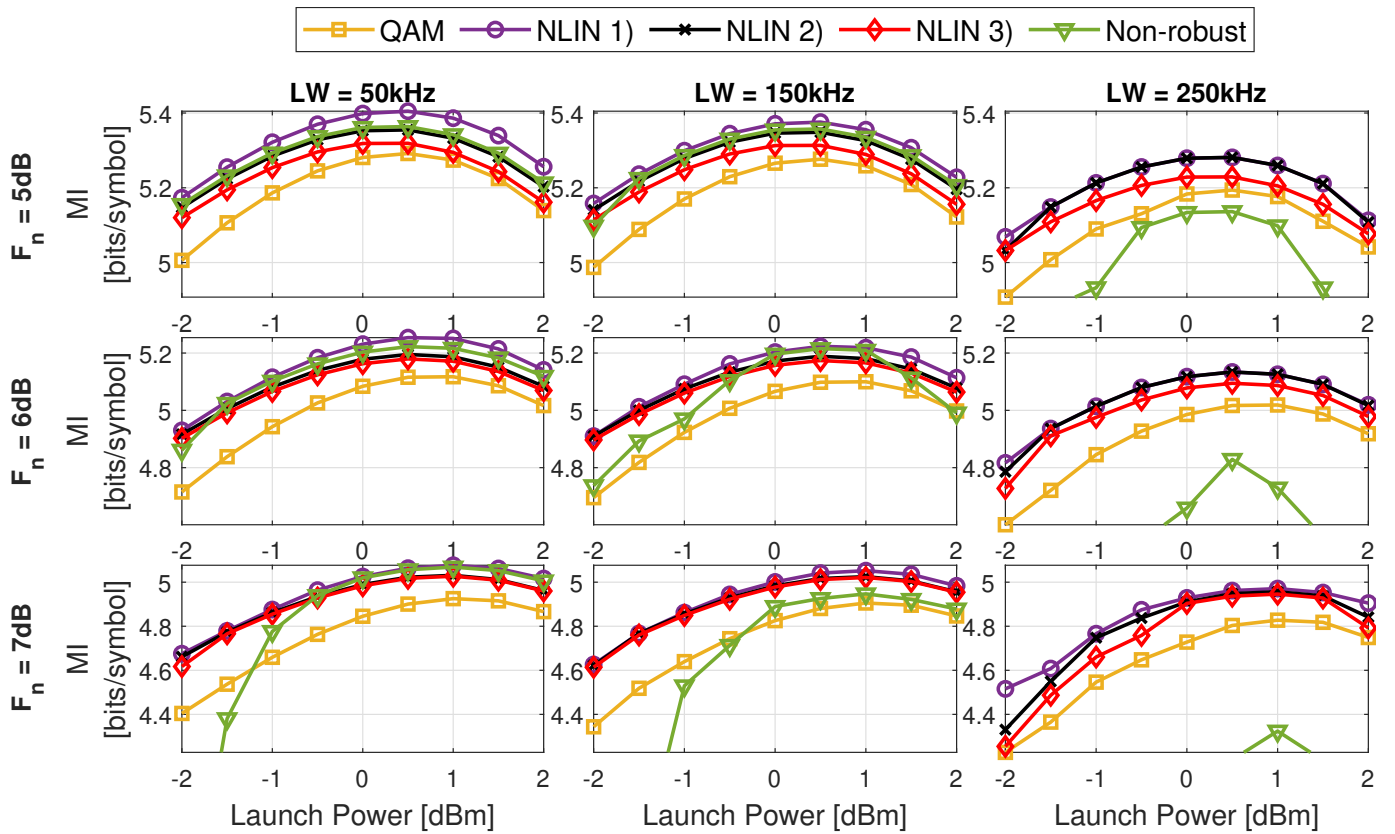 QAM NLIN 1) NLIN 2) NLIN 3) Non-robust
LW = 50kHz LW = 150kHz LW = 250kHz
F_n = 5dB
MI
[bits/symbol]
5.4 5.2 5
-2 -1 0 1 2
5.4 5.2 5
-2 -1 0 1 2
5.4 5.2 5
-2 -1 0 1 2
F_n = 6dB
MI
[bits/symbol]
5.2 5 4.8
-2 -1 0 1 2
5.2 5 4.8
-2 -1 0 1 2
5.2 5 4.8
-2 -1 0 1 2
F_n = 7dB
MI
[bits/symbol]
5 4.8 4.6 4.4
-2 -1 0 1 2
5 4.8 4.6 4.4
-2 -1 0 1 2
5 4.8 4.6 4.4
-2 -1 0 1 2
Launch Power [dBm] Launch Power [dBm] Launch Power [dBm]